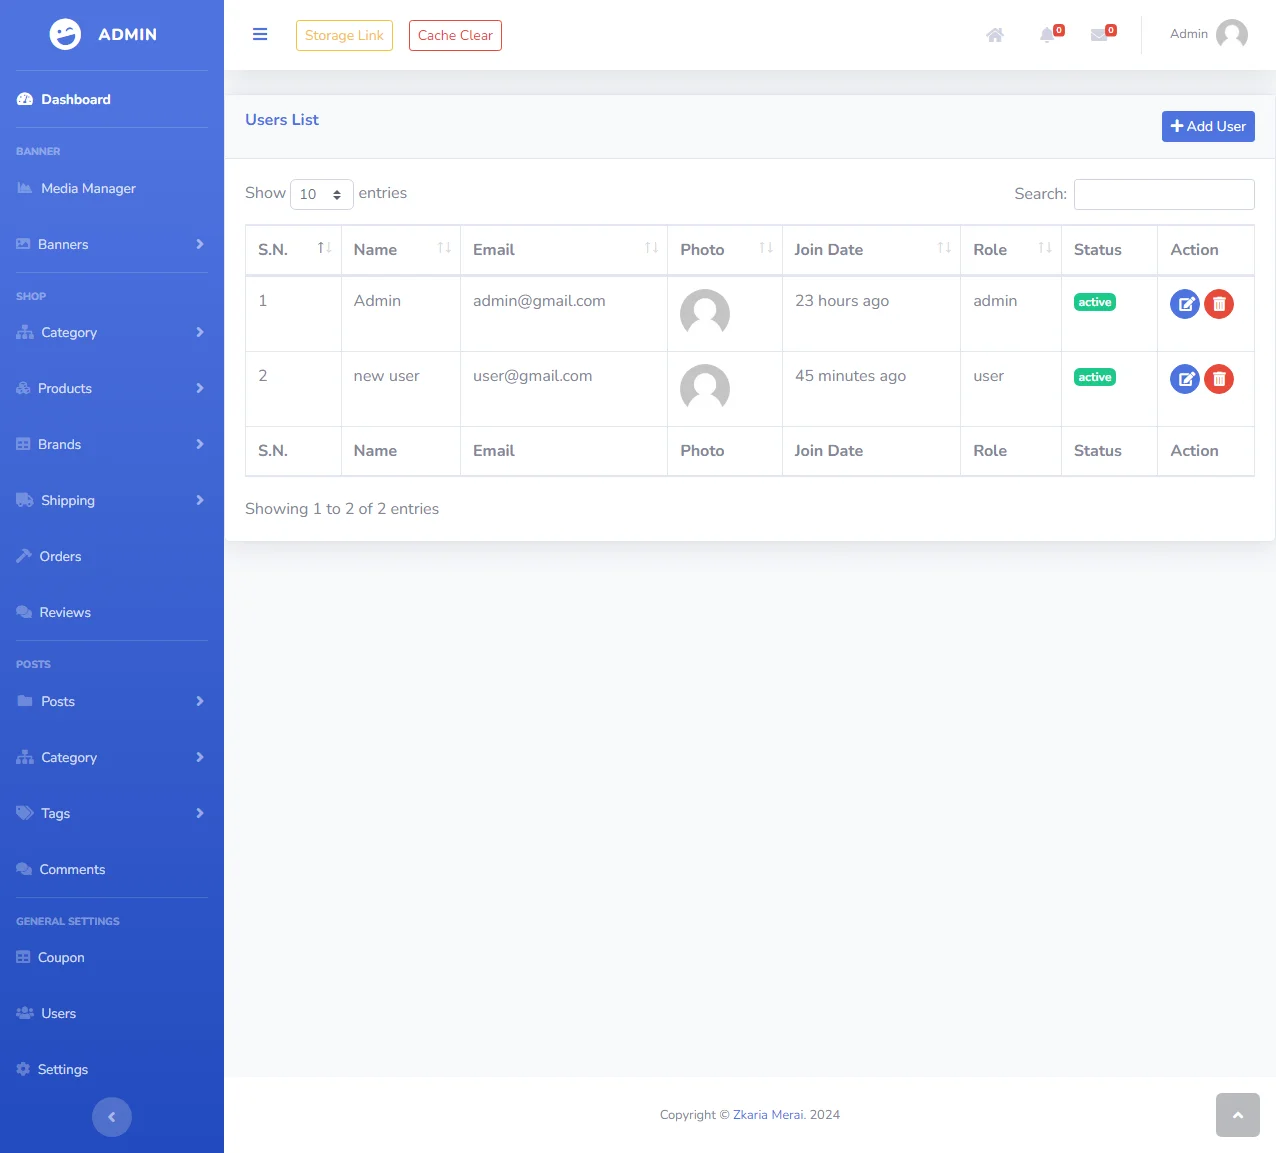 ADMIN
Dashboard
BANNER
Media Manager
Banners
SHOP
Category
Products
Brands
Shipping
Orders
Reviews
POSTS
Posts
Category
Tags
Comments
GENERAL SETTINGS
Coupon
Users
Settings
Storage Link Cache Clear 0 0 Admin
Users List Add User
Show 10 entries Search:
S.N. Name Email Photo Join Date Role Status Action
1 Admin admin@gmail.com 23 hours ago admin active
2 new user user@gmail.com 45 minutes ago user active
S.N. Name Email Photo Join Date Role Status Action
Showing 1 to 2 of 2 entries
Copyright © Zkaria Merai. 2024